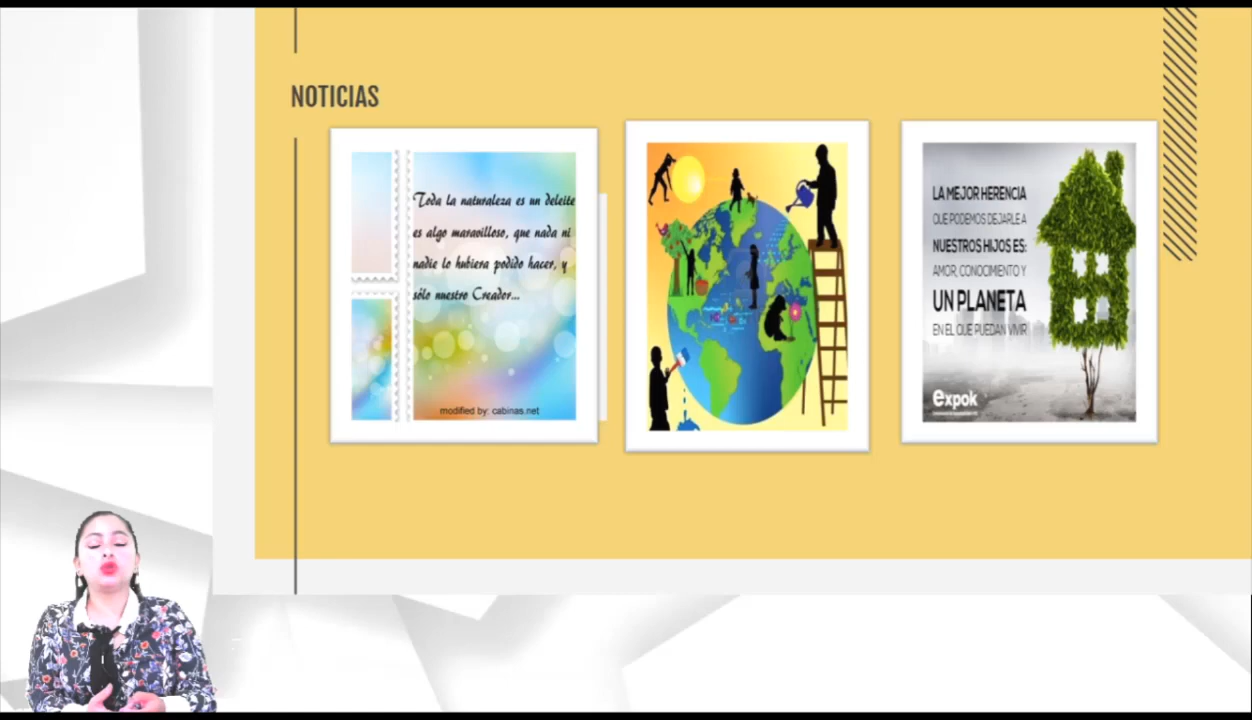 NOTICIAS
Toda la naturaleza es un deleite
es algo maravilloso, que nada ni
nadie lo hubiera podido hacer, y
sólo nuestro Creador...
modified by: cabinas.net
LA MEJOR HERENCIA
QUE PODEMOS DEJARLE A
NUESTROS HIJOS ES:
AMOR, CONOCIMIENTO Y
UN PLANETA
EN EL QUE PUEDAN VIVIR
expok